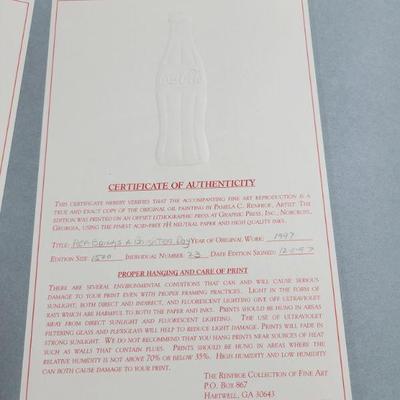 Coca-Cola
CERTIFICATE OF AUTHENTICITY
THIS CERTIFICATE HEREBY VERIFIES THAT THE ACCOMPANYING FINE ART REPRODUCTION IS A
TRUE AND EXACT COPY OF THE ORIGINAL OIL PAINTING BY PAMELA C. RENFROE, ARTIST. THE
EDITION WAS PRINTED ON AN OFFSET LITHOGRAPHIC PRESS AT GRAPHIC PRESS, INC., NORCROSS,
GEORGIA, USING THE FINEST ACID-FREE PH NEUTRAL PAPER AND HIGH QUALITY INKS.
TITLE: Day YEAR OF ORIGINAL WORK: 1997
EDITION SIZE: 1500 INDIVIDUAL NUMBER: 73 DATE EDITION SIGNED:
PROPER HANGING AND CARE OF PRINT
THERE ARE SEVERAL ENVIRONMENTAL CONDITIONS THAT CAN AND WILL CAUSE SERIOUS
DAMAGE TO YOUR PRINT EVEN WITH PROPER FRAMING PRACTICES. LIGHT IN THE FORM OF
SUNLIGHT, BOTH DIRECT AND INDIRECT, AND FLUORESCENT LIGHTING GIVE OFF ULTRAVIOLET
RAYS WHICH ARE HARMFUL TO BOTH THE PAPER AND INKS. PRINTS SHOULD BE HUNG IN AREAS
AWAY FROM DIRECT SUNLIGHT AND FLUORESCENT LIGHTING. THE USE OF ULTRAVIOLET
FILTERING GLASS AND PLEXIGLASS WILL HELP TO REDUCE LIGHT DAMAGE. PRINTS WILL FADE IN
STRONG SUNLIGHT. WE DO NOT RECOMMEND THAT YOU HANG PRINTS NEAR SOURCES OF HEAT
SUCH AS WALLS THAT CONTAIN FLUES. PRINTS SHOULD BE HUNG IN AREAS WHERE THE
RELATIVE HUMIDITY IS NOT ABOVE 70% OR BELOW 35%. HIGH HUMIDITY AND LOW HUMIDITY
CAN BOTH CAUSE DAMAGE TO YOUR PRINT.
THE RENFROE COLLECTION OF FINE ART
P.O. BOX 867
HARTWELL, GA 30643